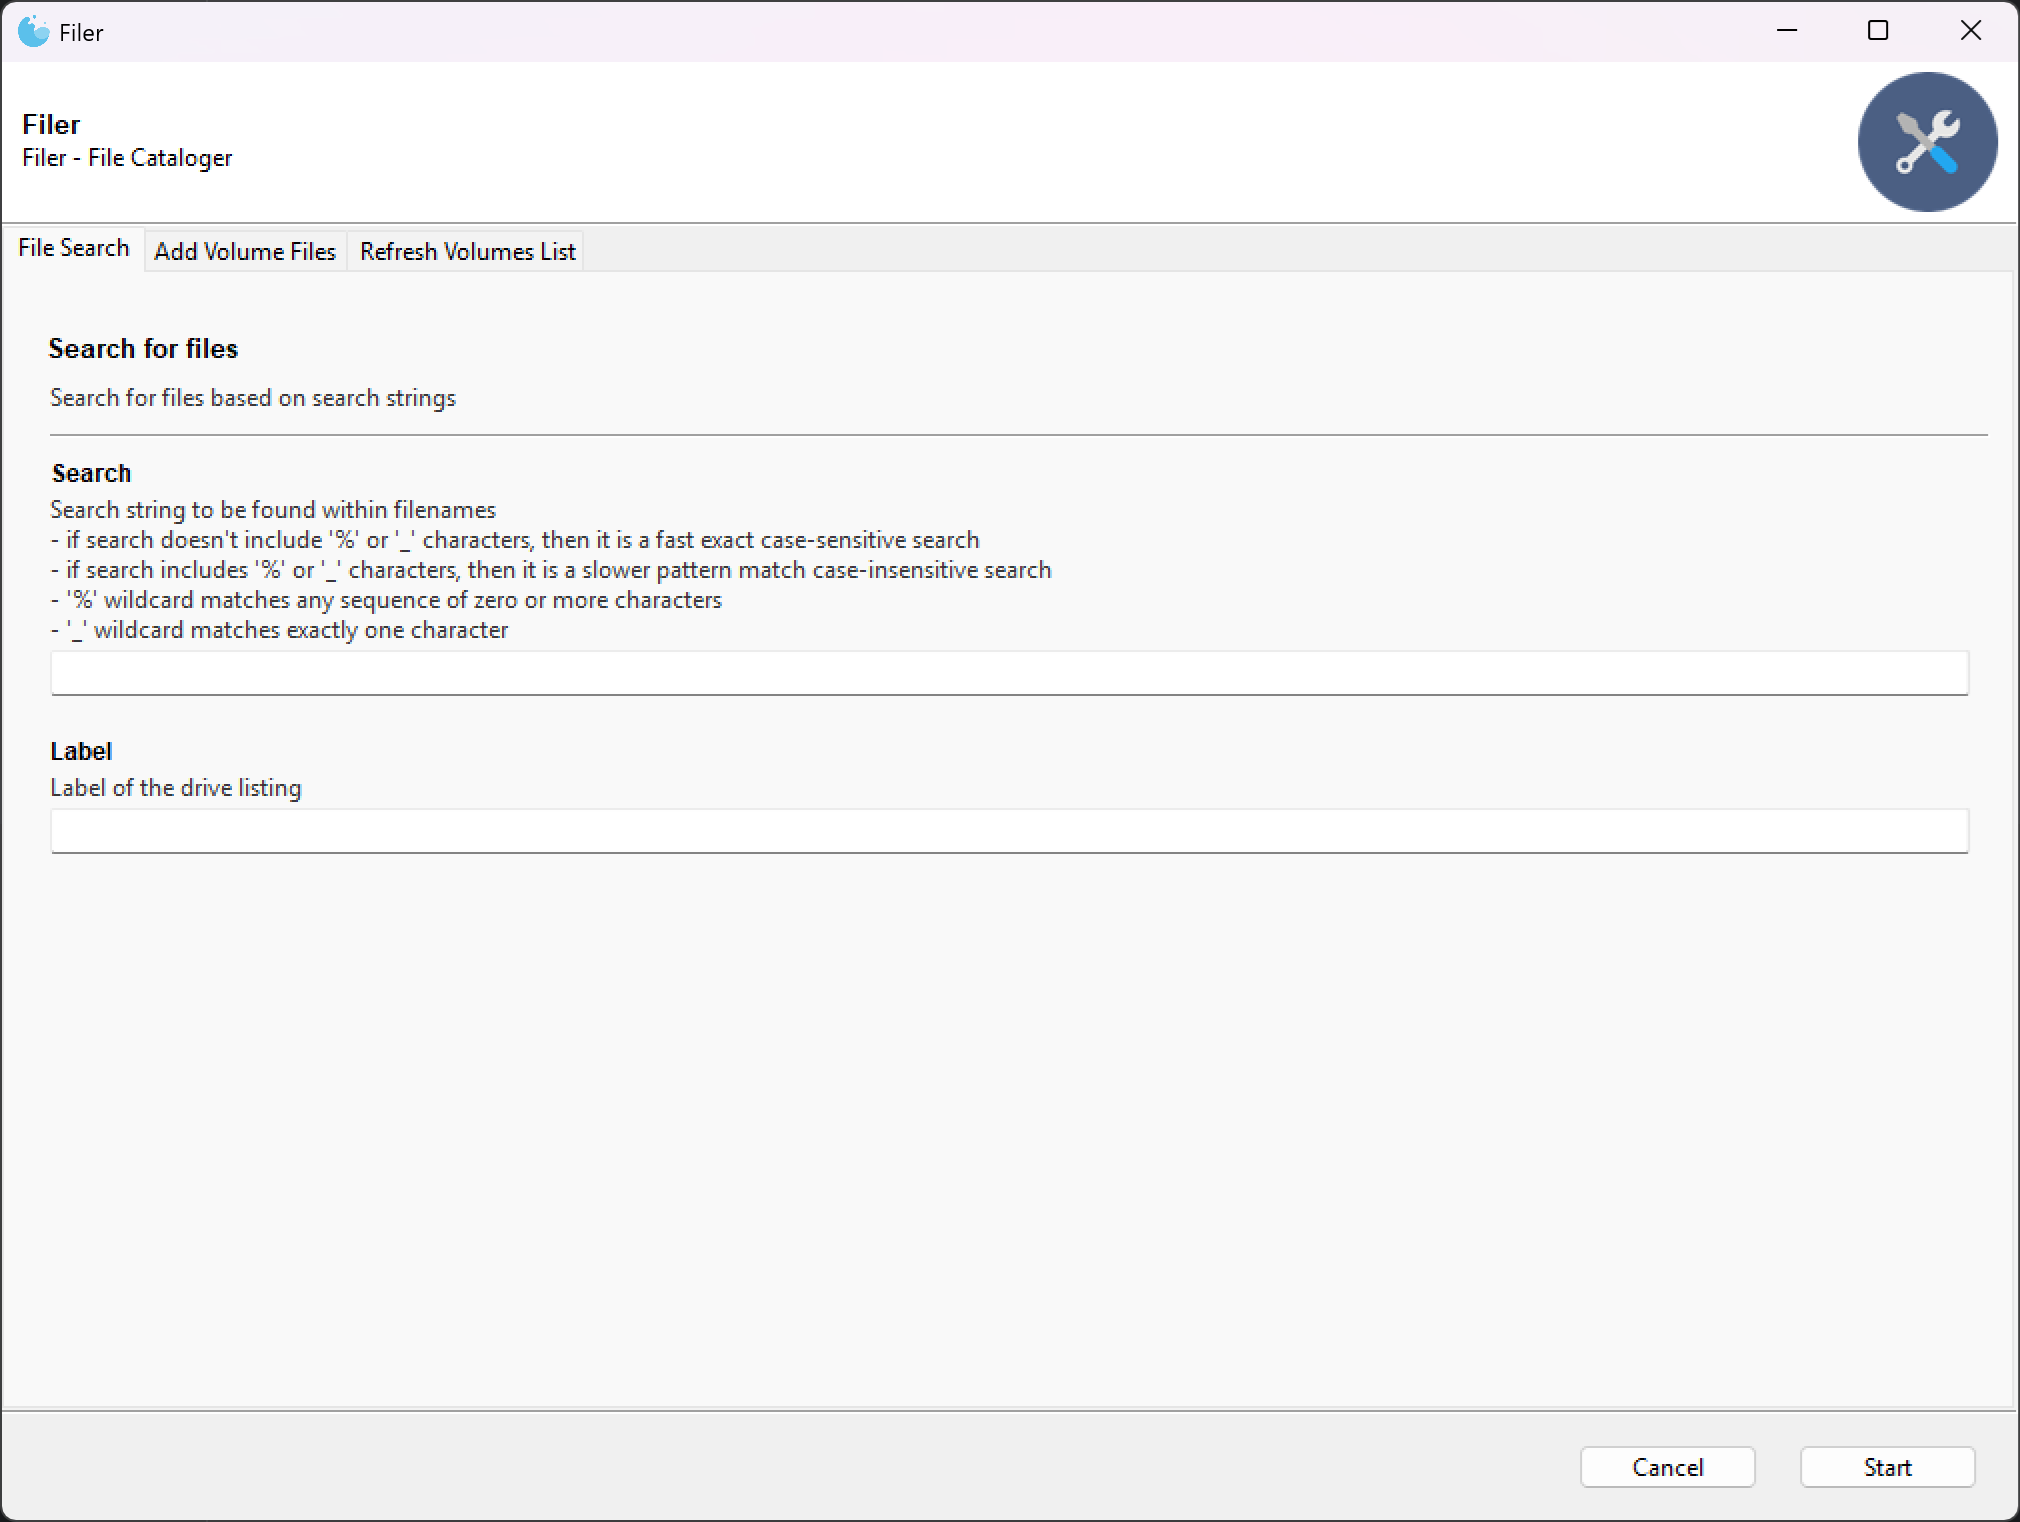 Filer
Filer
Filer - File Cataloger
File Search
Add Volume Files
Refresh Volumes List
Search for files
Search for files based on search strings
Search
Search string to be found within filenames
- if search doesn't include '%' or '_' characters, then it is a fast exact case-sensitive search
- if search includes '%' or '_' characters, then it is a slower pattern match case-insensitive search
- '%' wildcard matches any sequence of zero or more characters
- '_' wildcard matches exactly one character
Label
Label of the drive listing
Cancel
Start